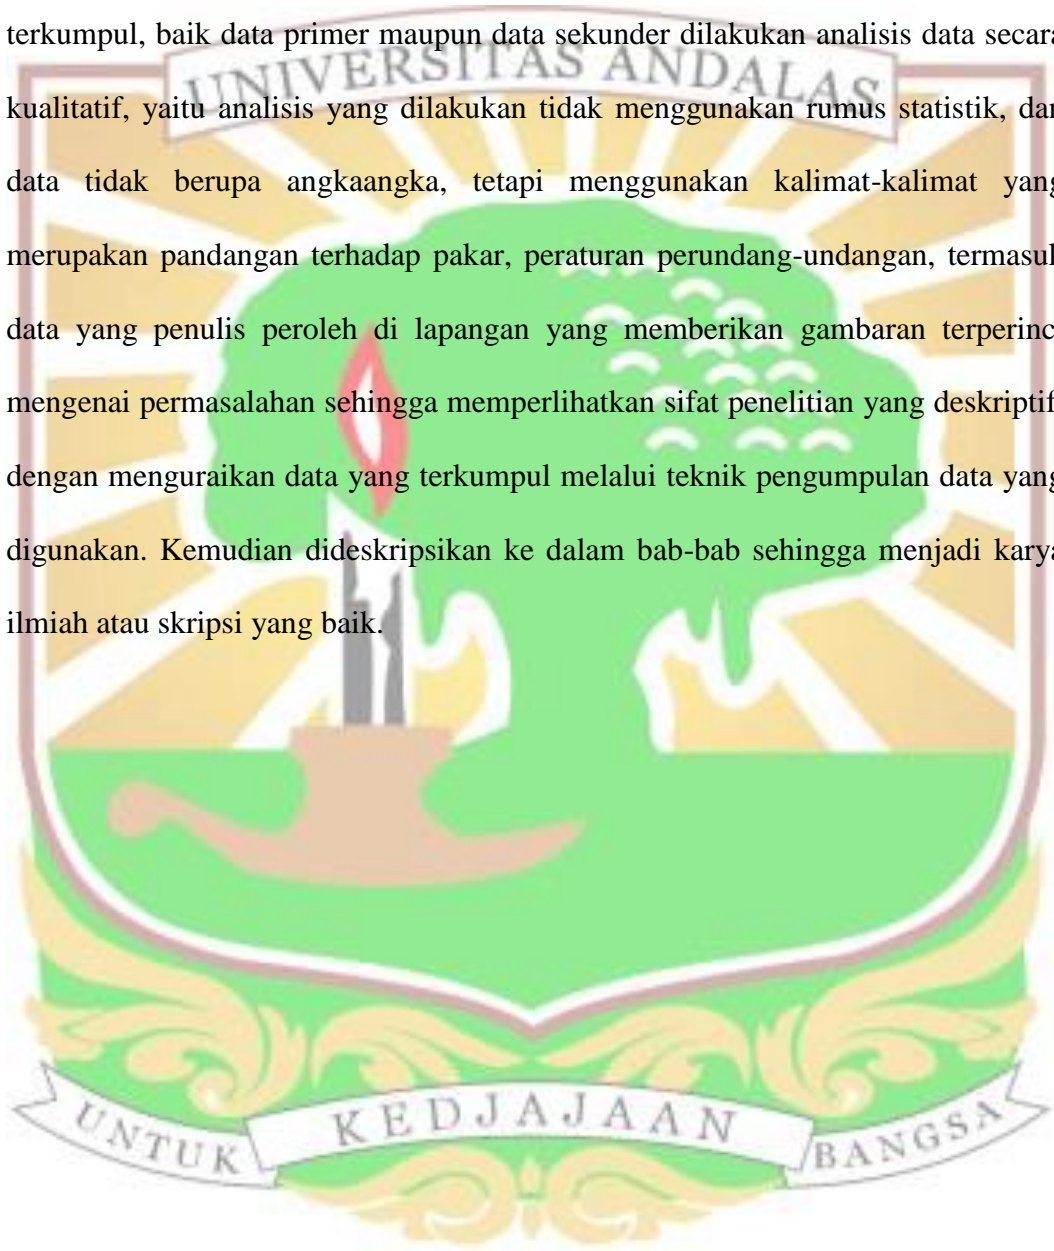 terkumpul, baik data primer maupun data sekunder dilakukan analisis data secara
UNIVERSITAS ANDALAS
kualitatif, yaitu analisis yang dilakukan tidak menggunakan rumus statistik, dan
data tidak berupa angkaangka, tetapi menggunakan kalimat-kalimat yang
merupakan pandangan terhadap pakar, peraturan perundang-undangan, termasuk
data yang penulis peroleh di lapangan yang memberikan gambaran terperinci
mengenai permasalahan sehingga memperlihatkan sifat penelitian yang deskriptif
dengan menguraikan data yang terkumpul melalui teknik pengumpulan data yang
digunakan. Kemudian dideskripsikan ke dalam bab-bab sehingga menjadi karya
ilmiah atau skripsi yang baik.
UNTUK KEDJAJAAN BANGSA